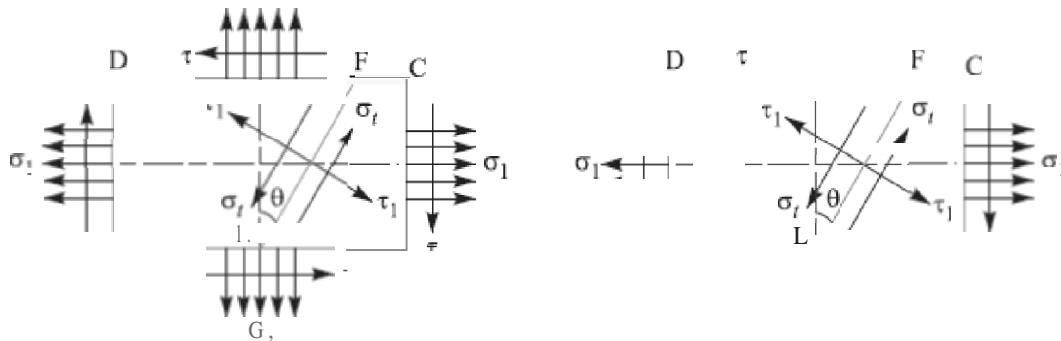 D τ F C
τ1 σt
σ1 σ1
σt θ τ1
G,
D τ F C
τ1 σt
σ1 σ
σt θ τ1
L